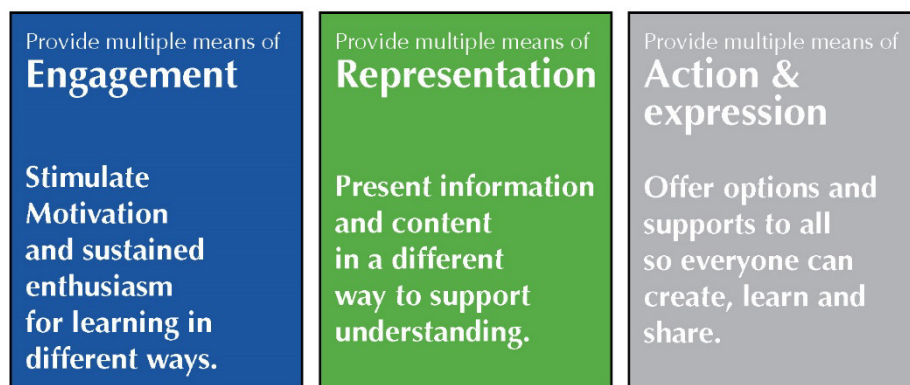 Provide multiple means of
Engagement
Stimulate
Motivation
and sustained
enthusiasm
for learning in
different ways.
Provide multiple means of
Representation
Present information
and content
in a different
way to support
understanding.
Provide multiple means of
Action &
expression
Offer options and
supports to all
so everyone can
create, learn and
share.